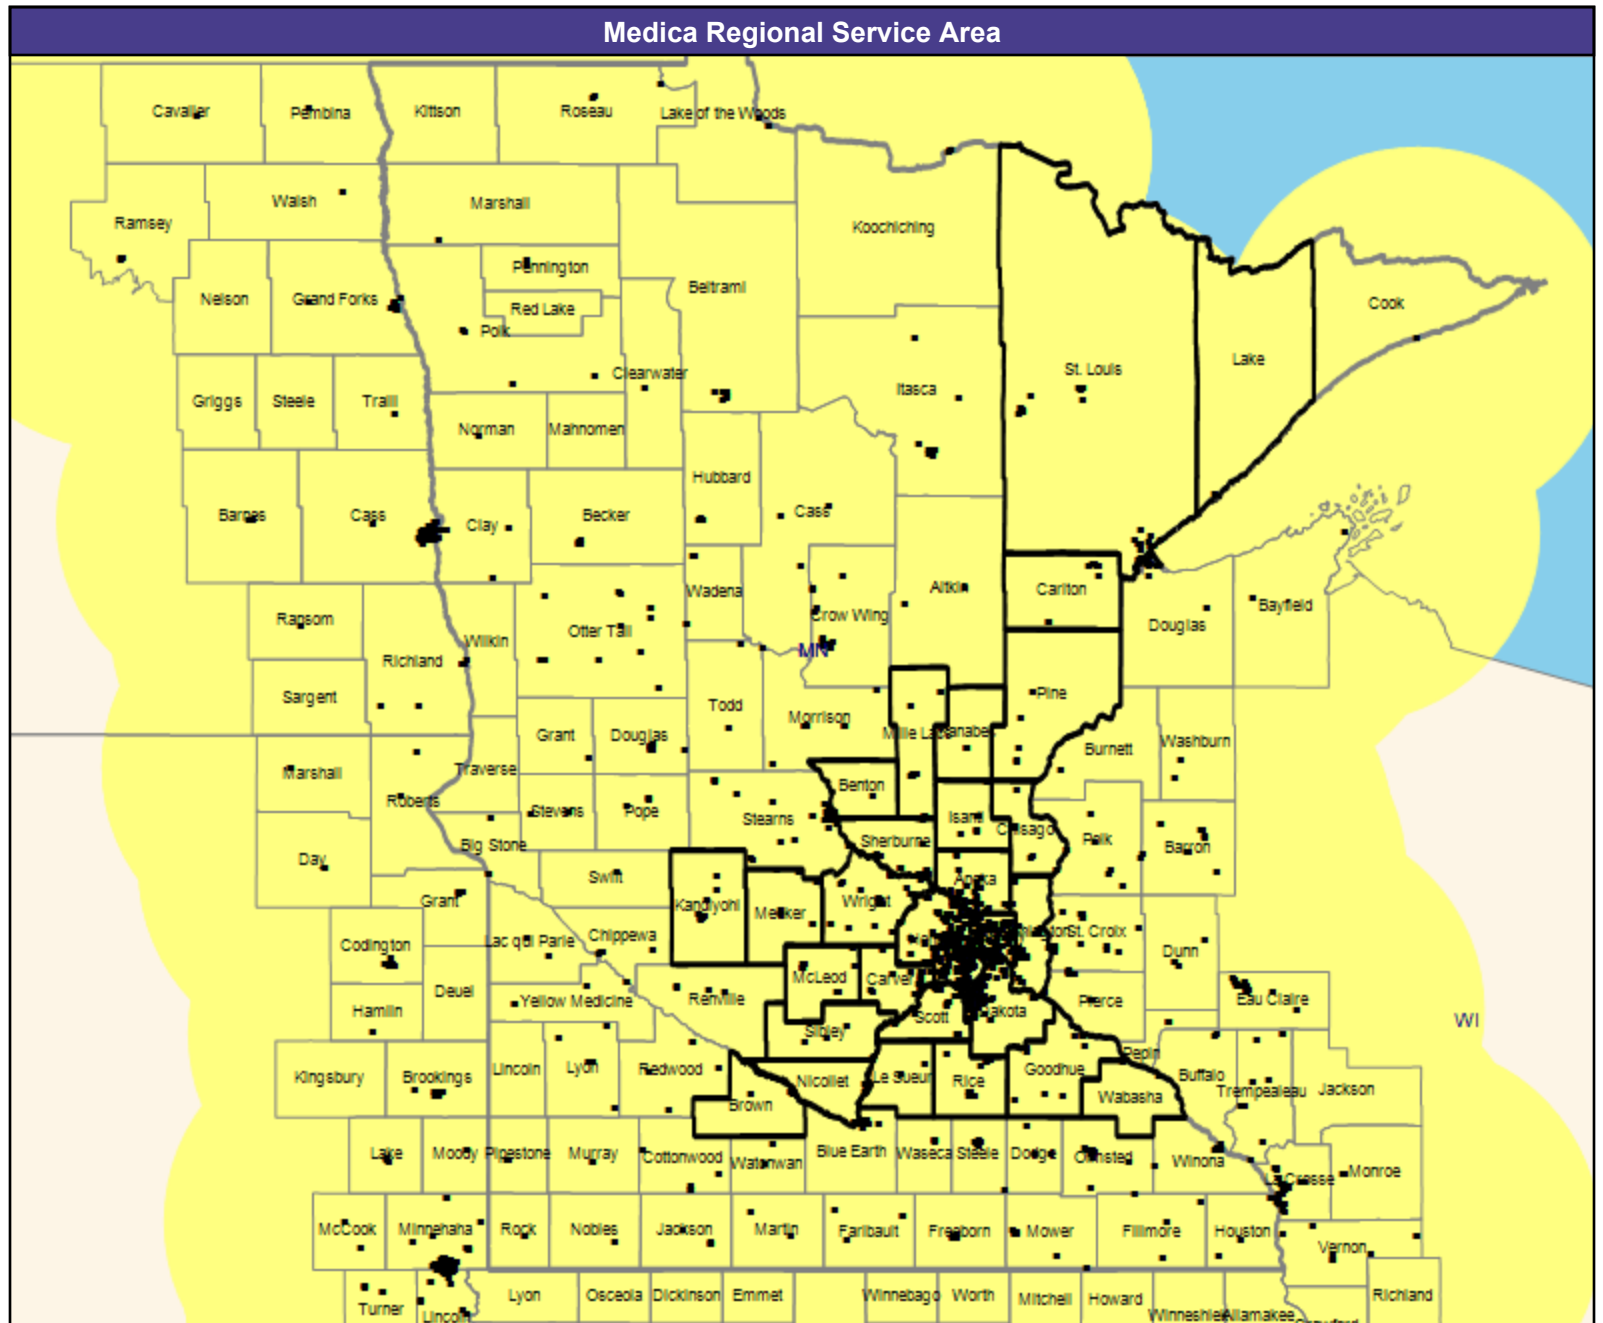 Medica Regional Service Area
Cavalier
Pembina
Kittson
Roseau
Lake of the Woods
Walsh
Marshall
Ramsey
Koochiching
Pennington
Beltrami
Nelson
Grand Forks
Red Lake
Cook
Polk
St. Louis
Lake
Clearwater
Itasca
Griggs
Steele
Traill
Norman
Mahnomen
Hubbard
Barnes
Cass
Clay
Becker
Cass
Wadena
Aitkin
Carlton
Bayfield
Ransom
Otter Tail
Crow Wing
Douglas
Wilkin
MN
Richland
Sargent
Pine
Todd
Morrison
Grant
Douglas
Mille Lacs
Kanabec
Burnett
Washburn
Traverse
Marshall
Roberts
Benton
Stevens
Pope
Stearns
Isanti
Chisago
Polk
Barron
Sherburne
Big Stone
Day
Swift
Anoka
Grant
Kandiyohi
Meeker
Wright
St. Croix
Codington
Lac qui Parle
Chippewa
Dunn
McLeod
Carver
Deuel
Yellow Medicine
Renville
Pierce
Eau Claire
Hamlin
Scott
Dakota
WI
Sibley
Pepin
Kingsbury
Brookings
Lincoln
Lyon
Redwood
Nicollet
Le Sueur
Rice
Goodhue
Buffalo
Trempealeau
Jackson
Brown
Wabasha
Lake
Moody
Pipestone
Murray
Cottonwood
Watonwan
Blue Earth
Waseca
Steele
Dodge
Olmsted
Winona
La Crosse
Monroe
McCook
Minnehaha
Rock
Nobles
Jackson
Martin
Faribault
Freeborn
Mower
Fillmore
Houston
Vernon
Turner
Lincoln
Lyon
Osceola
Dickinson
Emmet
Winnebago
Worth
Mitchell
Howard
Winneshiek
Allamakee
Richland
Crawford